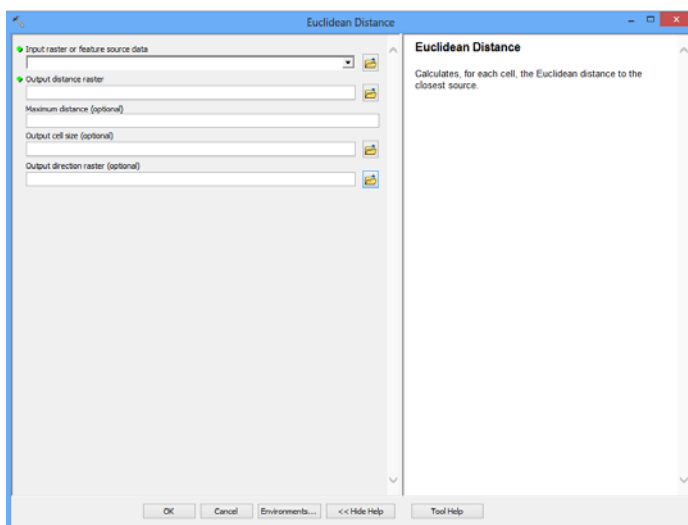 Euclidean Distance
Input raster or feature source data
Output distance raster
Maximum distance (optional)
Output cell size (optional)
Output direction raster (optional)
Euclidean Distance
Calculates, for each cell, the Euclidean distance to the
closest source.
OK Cancel Environments... << Hide Help Tool Help